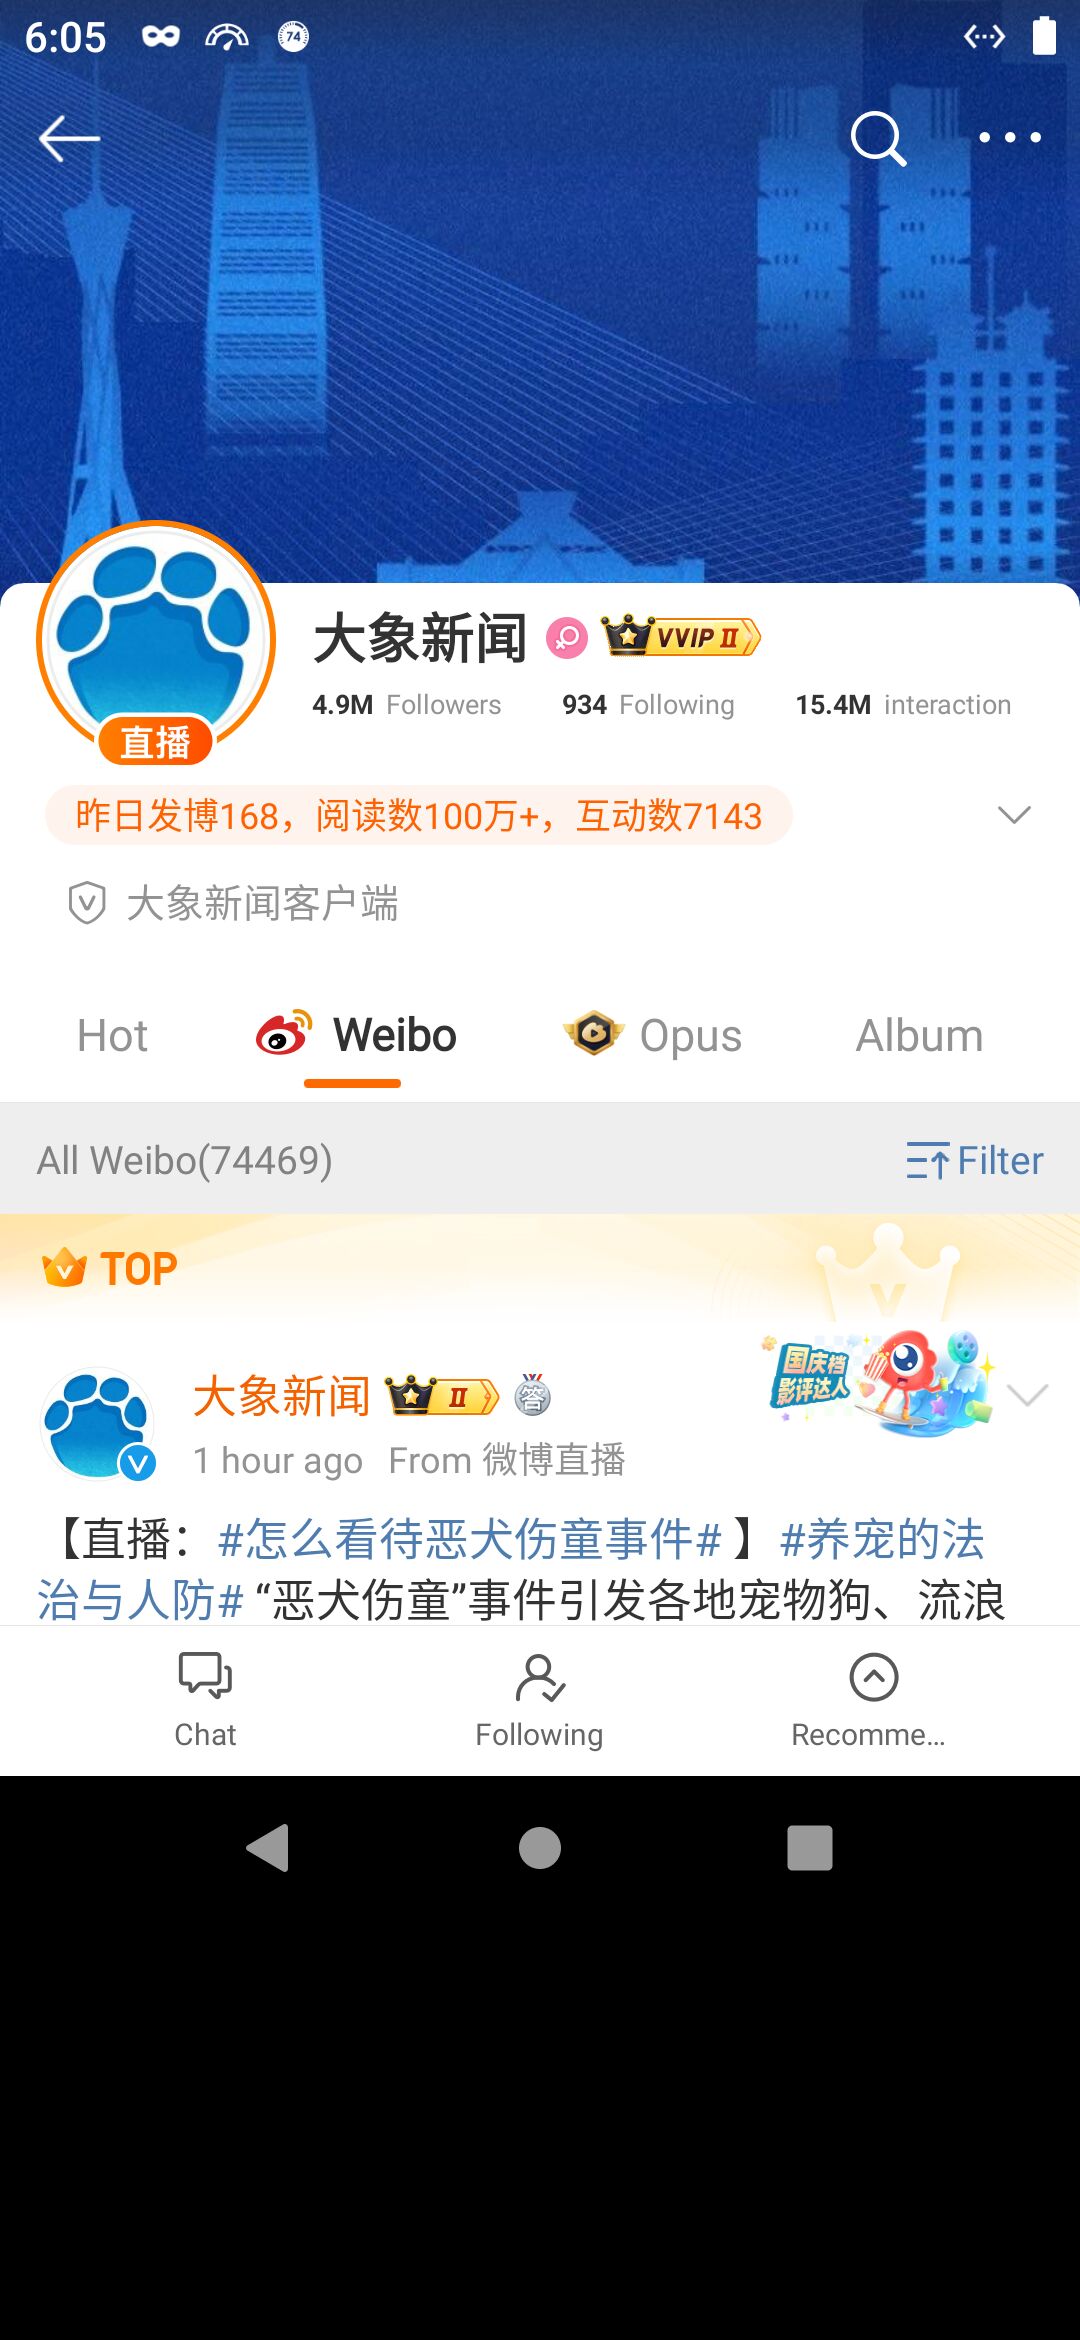 6:05
74
大象新闻
VVIP II
4.9M Followers
934 Following
15.4M interaction
直播
昨日发博168，阅读数100万+，互动数7143
大象新闻客户端
Hot
Weibo
Opus
Album
All Weibo(74469)
Filter
TOP
国庆档
影评达人
大象新闻
II
答
1 hour ago From 微博直播
【直播：#怎么看待恶犬伤童事件# 】#养宠的法
治与人防# “恶犬伤童”事件引发各地宠物狗、流浪
Chat
Following
Recomme...